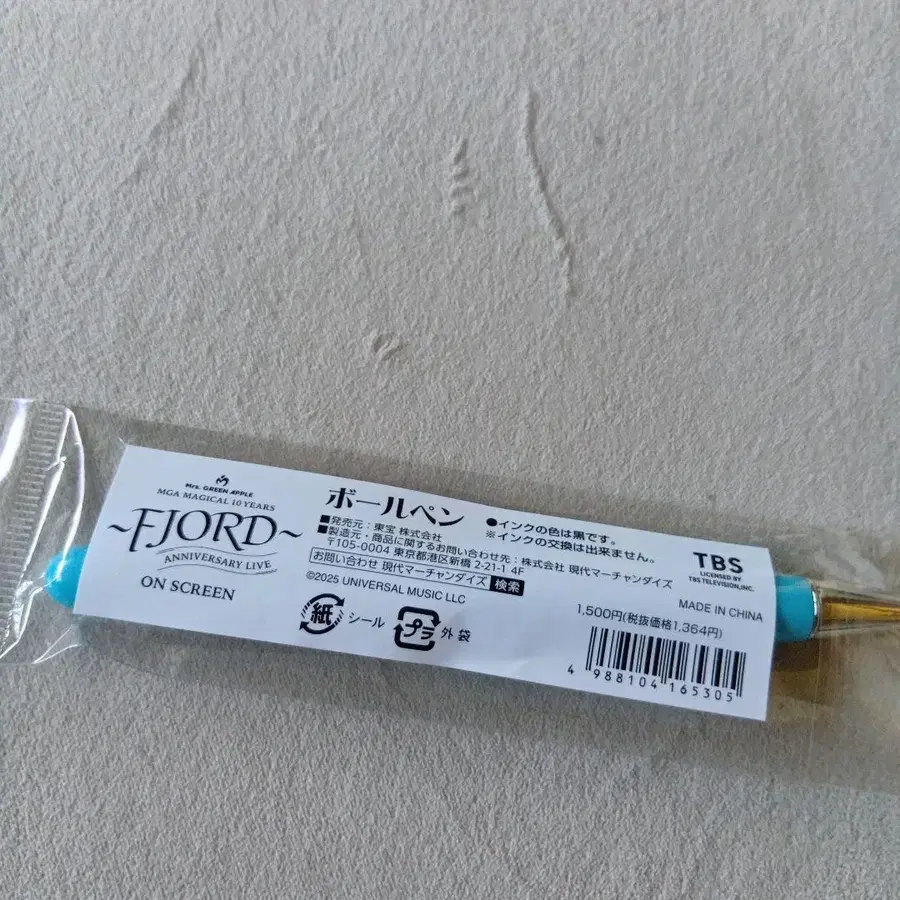 Mrs. GREEN APPLE
MGA MAGICAL 10 YEARS
~FJORD~
ANNIVERSARY LIVE
ON SCREEN
ボールペン
●インクの色は黒です。
※インクの交換は出来ません。
■発売元：東宝 株式会社
■製造元・商品に関するお問い合わせ先：株式会社 現代マーチャンダイズ
〒105-0004 東京都港区新橋 2-21-1 4F
お問い合わせ 現代マーチャンダイズ 検索
©2025 UNIVERSAL MUSIC LLC
紙 シール プラ 外袋
TBS
LICENSED BY
TBS TELEVISION,INC.
MADE IN CHINA
1,500円(税抜価格1,364円)
4 988104 165305